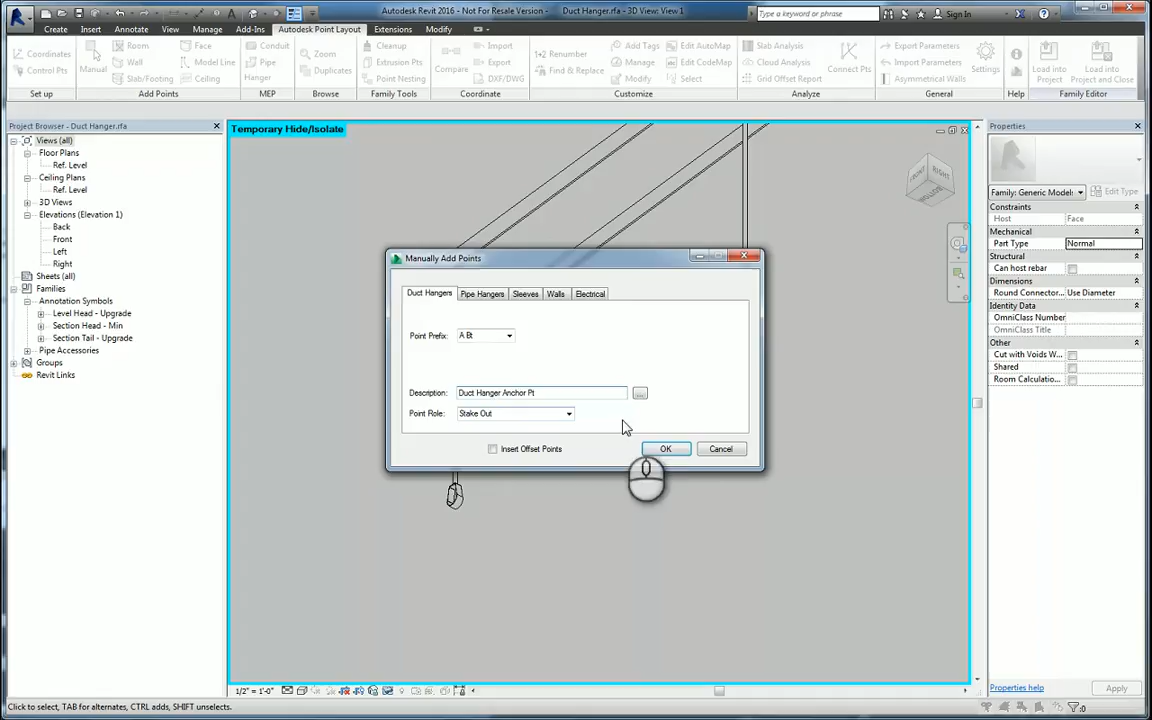 Autodesk Revit 2016 - Not For Resale Version - Duct Hanger.rfa - 3D View: View 1
Type a keyword or phrase
Sign In
Create Insert Annotate View Manage Add-Ins Autodesk Point Layout Extensions Modify
Coordinates
Control Pts
Set up
Manual
Room
Wall
Slab/Footing
Face
Model Line
Ceiling
Add Points
Conduit
Pipe
Hanger
MEP
Zoom
Duplicates
Browse
Cleanup
Extrusion Pts
Point Nesting
Family Tools
Compare
Import
Export
DXF/DWG
Coordinate
Renumber
Find & Replace
Add Tags
Manage
Modify
Edit AutoMap
Edit CodeMap
Select
Customize
Slab Analysis
Cloud Analysis
Grid Offset Report
Connect Pts
Analyze
Export Parameters
Import Parameters
Asymmetrical Walls
Settings
General
Help
Load into
Project
Load into
Project and Close
Family Editor
Project Browser - Duct Hanger.rfa
Views (all)
Floor Plans
Ref. Level
Ceiling Plans
Ref. Level
3D Views
Elevations (Elevation 1)
Back
Front
Left
Right
Sheets (all)
Families
Annotation Symbols
Level Head - Upgrade
Section Head - Min
Section Tail - Upgrade
Pipe Accessories
Groups
Revit Links
Temporary Hide/Isolate
FRONT
RIGHT
Manually Add Points
Duct Hangers Pipe Hangers Sleeves Walls Electrical
Point Prefix: A Bt
Description: Duct Hanger Anchor Pt ...
Point Role: Stake Out
Insert Offset Points
OK
Cancel
Properties
Family: Generic Model
Edit Type
Constraints
Host Face
Mechanical
Part Type Normal
Structural
Can host rebar
Dimensions
Round Connector... Use Diameter
Identity Data
OmniClass Number
OmniClass Title
Other
Cut with Voids W...
Shared
Room Calculatio...
Properties help
Apply
1/2" = 1'-0"
Click to select, TAB for alternates, CTRL adds, SHIFT unselects.
:0